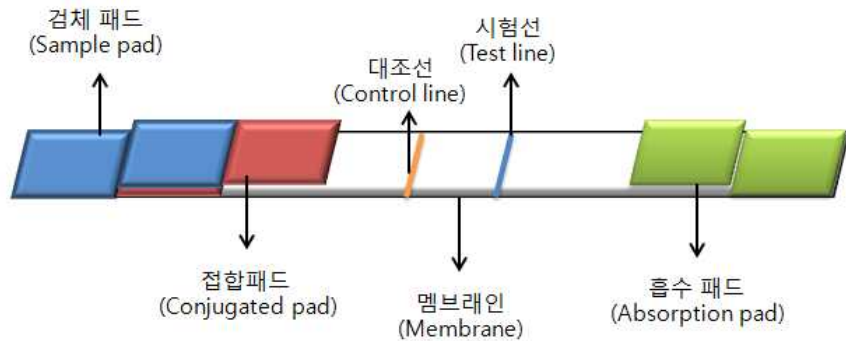 검체 패드
(Sample pad)
시험선
(Test line)
대조선
(Control line)
접합패드
(Conjugated pad)
멤브래인
(Membrane)
흡수 패드
(Absorption pad)